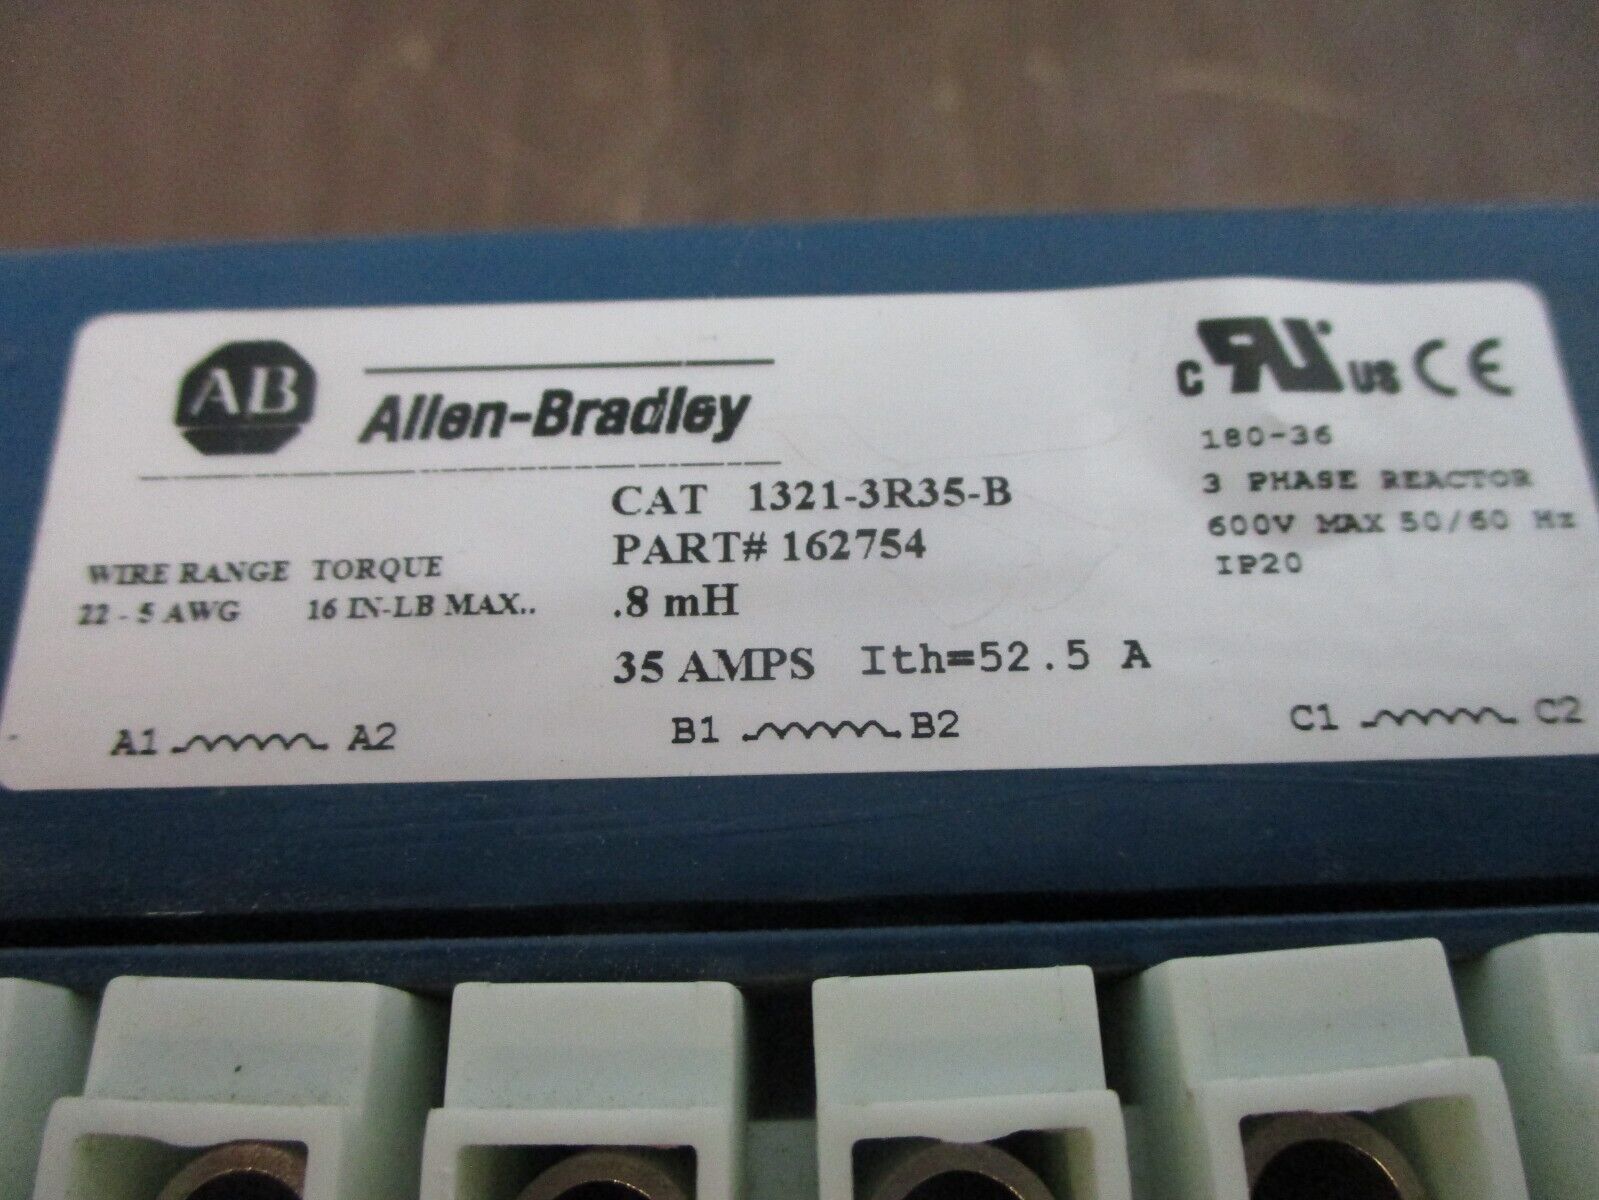 AB Allen-Bradley
CAT 1321-3R35-B
PART# 162754
.8 mH
35 AMPS Ith=52.5 A
WIRE RANGE TORQUE
22 - 5 AWG 16 IN-LB MAX..
A1 A2
B1 B2
C1 C2
C RU US CE
180-36
3 PHASE REACTOR
600V MAX 50/60 Hz
IP20